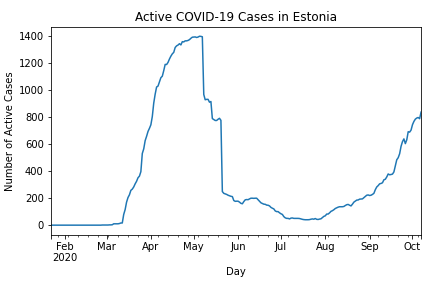 Active COVID-19 Cases in Estonia
Number of Active Cases
1400
1200
1000
800
600
400
200
0
Feb Mar Apr May Jun Jul Aug Sep Oct
2020
Day